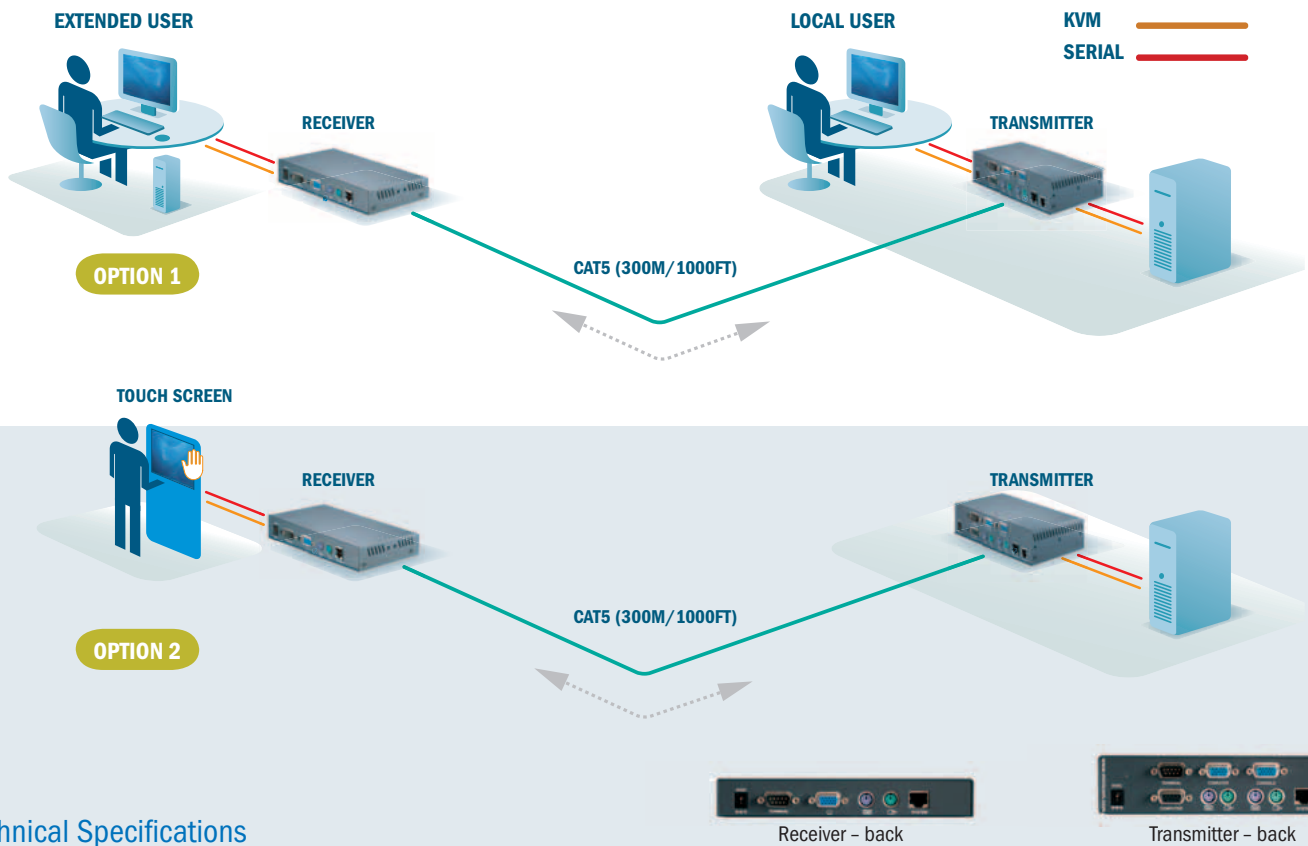 EXTENDED USER
LOCAL USER
KVM
SERIAL
RECEIVER
TRANSMITTER
CAT5 (300M/1000FT)
OPTION 1
TOUCH SCREEN
RECEIVER
TRANSMITTER
CAT5 (300M/1000FT)
OPTION 2
hnical Specifications
Receiver – back
Transmitter – back